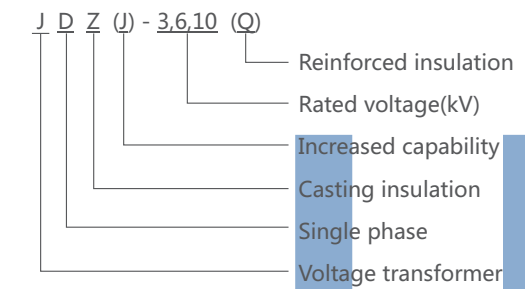 J D Z (J) - 3,6,10 (Q)
Reinforced insulation
Rated voltage(kV)
Increased capability
Casting insulation
Single phase
Voltage transformer